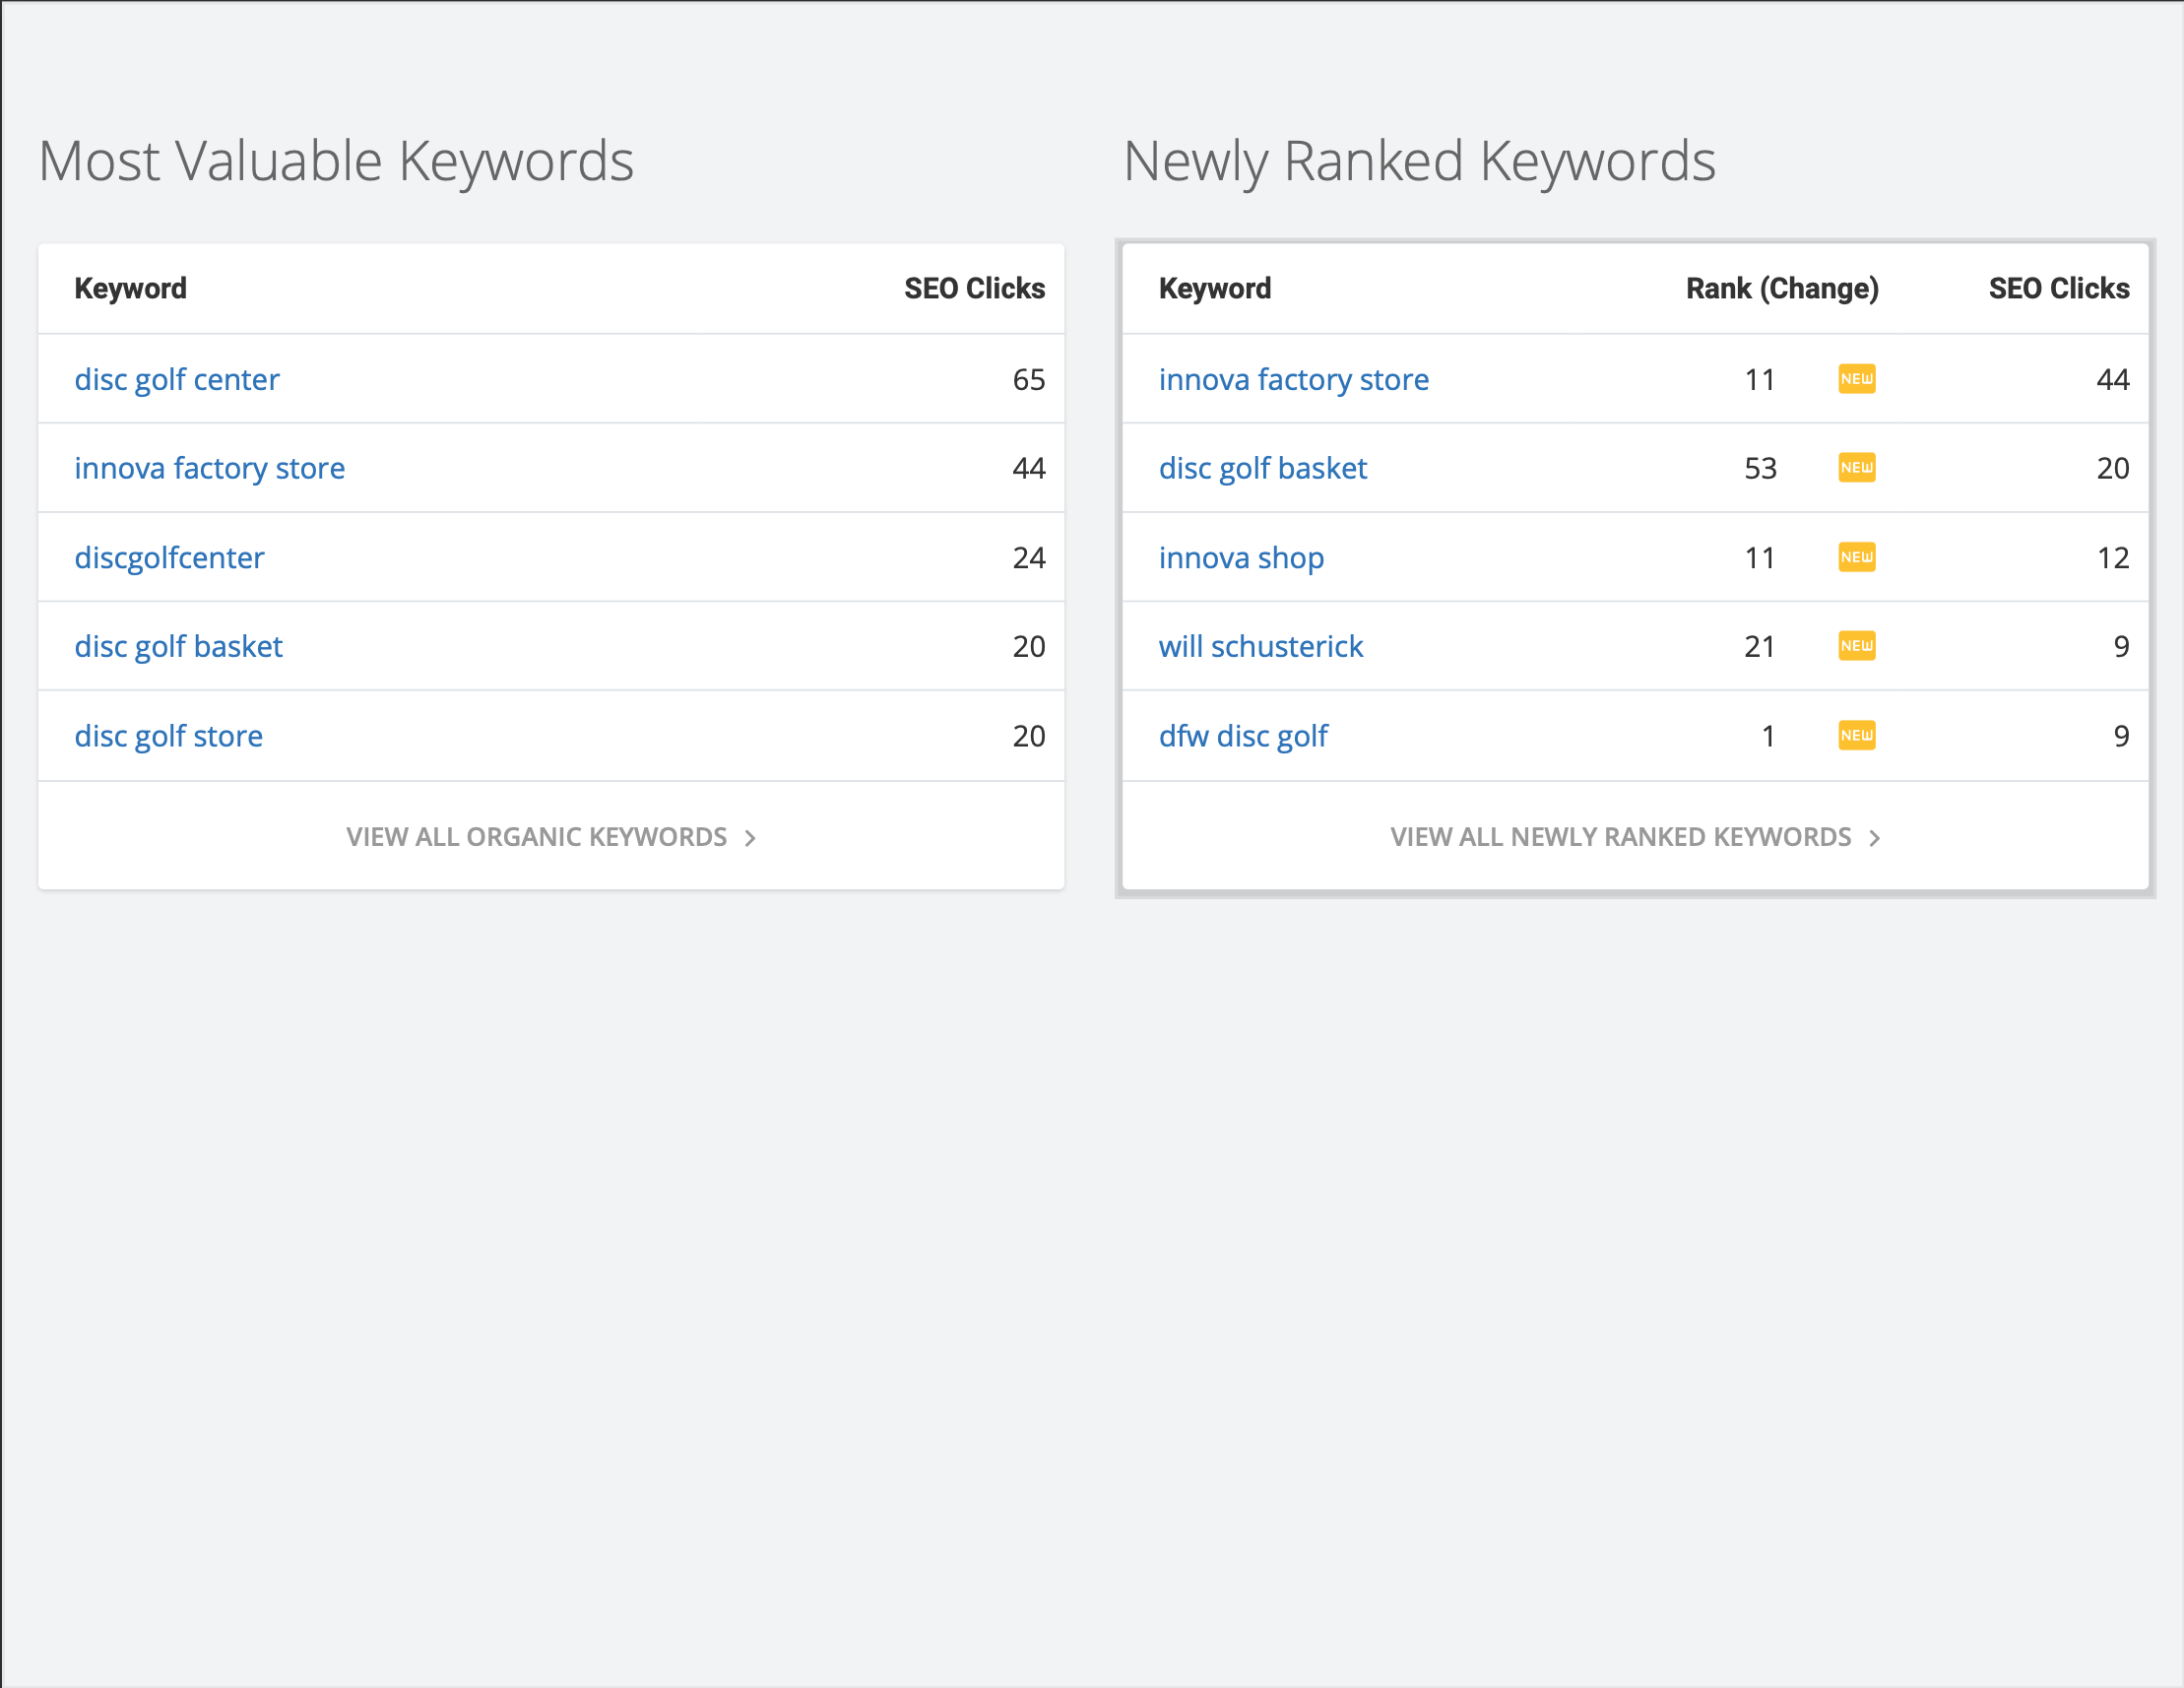 Most Valuable Keywords
Keyword SEO Clicks
disc golf center 65
innova factory store 44
discgolfcenter 24
disc golf basket 20
disc golf store 20
VIEW ALL ORGANIC KEYWORDS
Newly Ranked Keywords
Keyword Rank (Change) SEO Clicks
innova factory store 11 NEW 44
disc golf basket 53 NEW 20
innova shop 11 NEW 12
will schusterick 21 NEW 9
dfw disc golf 1 NEW 9
VIEW ALL NEWLY RANKED KEYWORDS